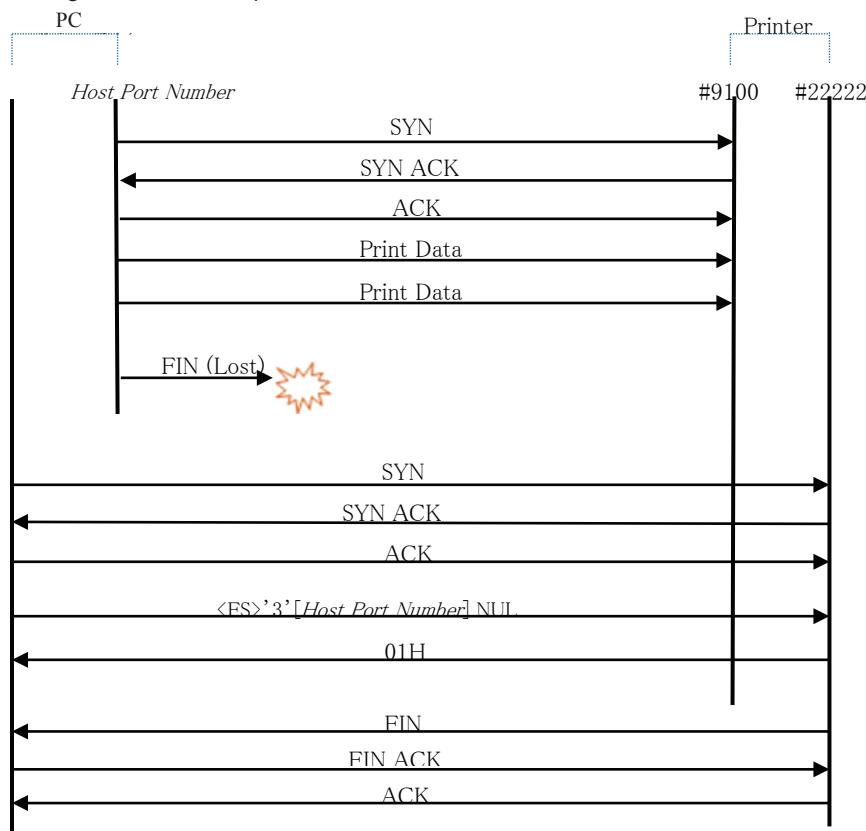 PC
Printer
Host Port Number
#9100 #22222
SYN
SYN ACK
ACK
Print Data
Print Data
FIN (Lost)
SYN
SYN ACK
ACK
<FS>’3’[Host Port Number] NUL
01H
FIN
FIN ACK
ACK